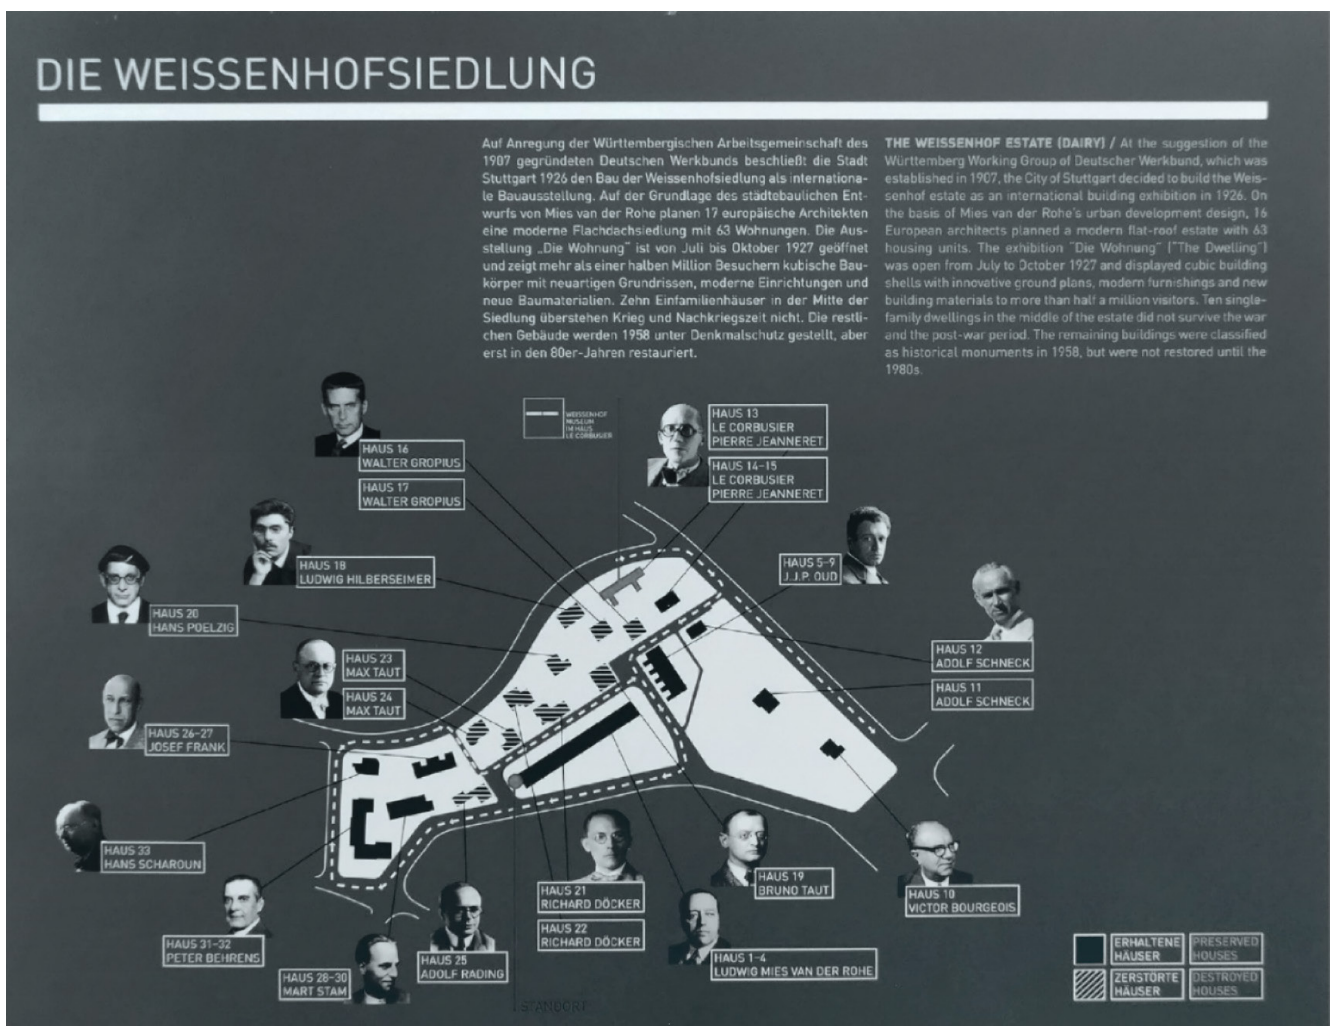 DIE WEISSENHOFSIEDLUNG
Auf Anregung der Württembergischen Arbeitsgemeinschaft des
1907 gegründeten Deutschen Werkbunds beschließt die Stadt
Stuttgart 1926 den Bau der Weissenhofsiedlung als internationa-
le Bauausstellung. Auf der Grundlage des städtebaulichen Ent-
wurfs von Mies van der Rohe planen 17 europäische Architekten
eine moderne Flachdachsiedlung mit 63 Wohnungen. Die Aus-
stellung „Die Wohnung“ ist von Juli bis Oktober 1927 geöffnet
und zeigt mehr als einer halben Million Besuchern kubische Bau-
körper mit neuartigen Grundrissen, moderne Einrichtungen und
neue Baumaterialien. Zehn Einfamilienhäuser in der Mitte der
Siedlung überstehen Krieg und Nachkriegszeit nicht. Die restli-
chen Gebäude werden 1958 unter Denkmalschutz gestellt, aber
erst in den 80er-Jahren restauriert.
THE WEISSENHOF ESTATE (DAIRY) / At the suggestion of the
Württemberg Working Group of Deutscher Werkbund, which was
established in 1907, the City of Stuttgart decided to build the Weis-
senhof estate as an international building exhibition in 1926. On
the basis of Mies van der Rohe's urban development design, 16
European architects planned a modern flat-roof estate with 63
housing units. The exhibition "Die Wohnung" ("The Dwelling")
was open from July to October 1927 and displayed cubic building
shells with innovative ground plans, modern furnishings and new
building materials to more than half a million visitors. Ten single-
family dwellings in the middle of the estate did not survive the war
and the post-war period. The remaining buildings were classified
as historical monuments in 1958, but were not restored until the
1980s.
WEISSENHOF
MUSEUM
IM HAUS
LE CORBUSIER
HAUS 13
LE CORBUSIER
PIERRE JEANNERET
HAUS 14-15
LE CORBUSIER
PIERRE JEANNERET
HAUS 16
WALTER GROPIUS
HAUS 17
WALTER GROPIUS
HAUS 18
LUDWIG HILBERSEIMER
HAUS 5-9
J.J.P. OUD
HAUS 20
HANS POELZIG
HAUS 12
ADOLF SCHNECK
HAUS 23
MAX TAUT
HAUS 11
ADOLF SCHNECK
HAUS 24
MAX TAUT
HAUS 26-27
JOSEF FRANK
HAUS 33
HANS SCHAROUN
HAUS 19
BRUNO TAUT
HAUS 21
RICHARD DÖCKER
HAUS 10
VICTOR BOURGEOIS
HAUS 22
RICHARD DÖCKER
HAUS 31-32
PETER BEHRENS
HAUS 25
ADOLF RADING
HAUS 1-4
LUDWIG MIES VAN DER ROHE
HAUS 28-30
MART STAM
STANDORT
ERHALTENE
HÄUSER
PRESERVED
HOUSES
ZERSTÖRTE
HÄUSER
DESTROYED
HOUSES